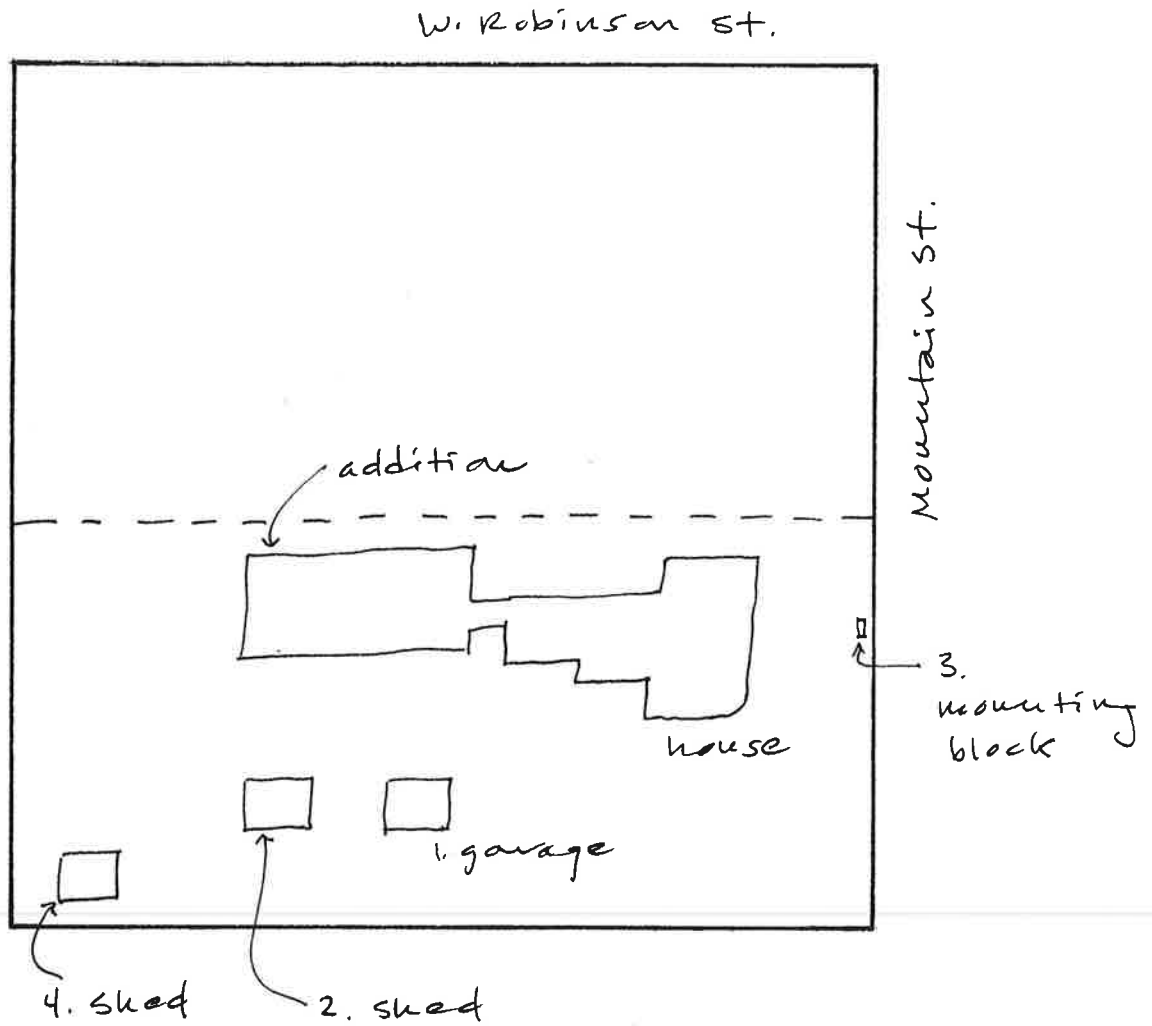 W. Robinson St.
Mountain St.
addition
3.
mounting
block
house
1. garage
4. shed
2. shed